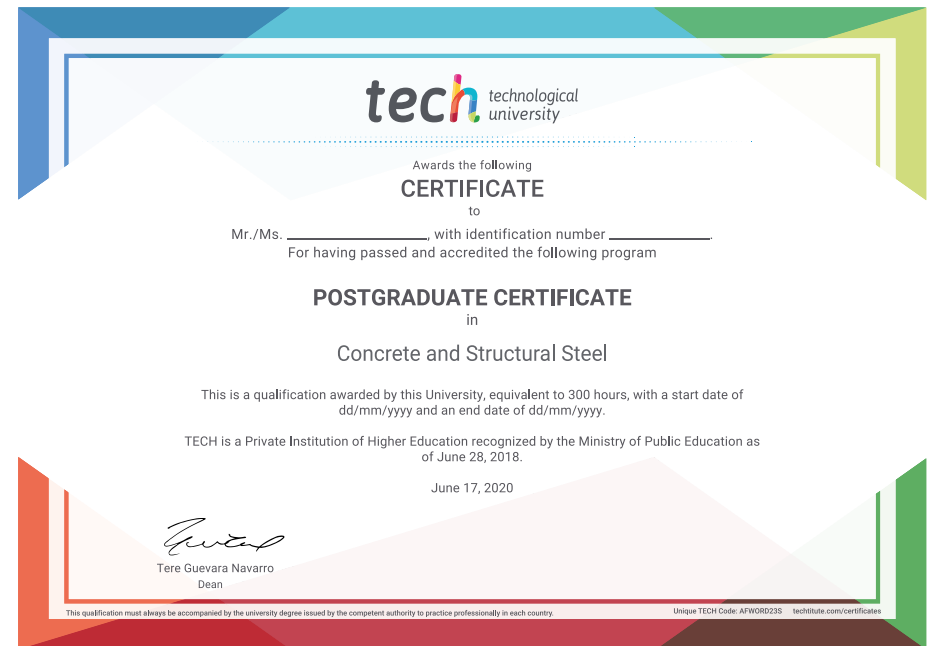 tech technological
university
Awards the following
CERTIFICATE
to
Mr./Ms. ____________________, with identification number ______________.
For having passed and accredited the following program
POSTGRADUATE CERTIFICATE
in
Concrete and Structural Steel
This is a qualification awarded by this University, equivalent to 300 hours, with a start date of
dd/mm/yyyy and an end date of dd/mm/yyyy.
TECH is a Private Institution of Higher Education recognized by the Ministry of Public Education as
of June 28, 2018.
June 17, 2020
Tere Guevara Navarro
Dean
This qualification must always be accompanied by the university degree issued by the competent authority to practice professionally in each country.
Unique TECH Code: AFWORD23S techtitute.com/certificates